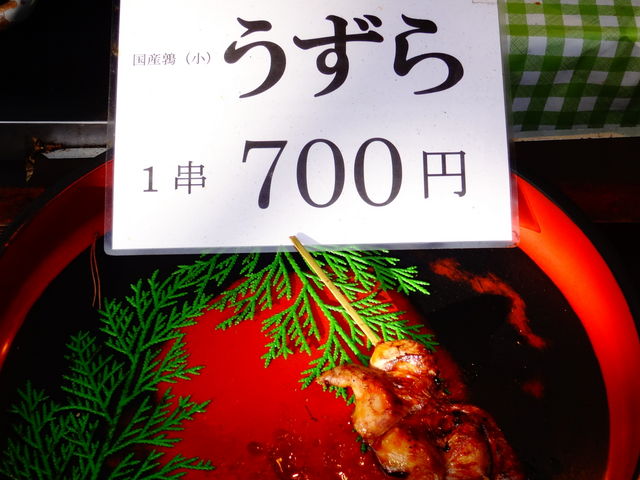 うずら
国産鶉（小）
1串 700円